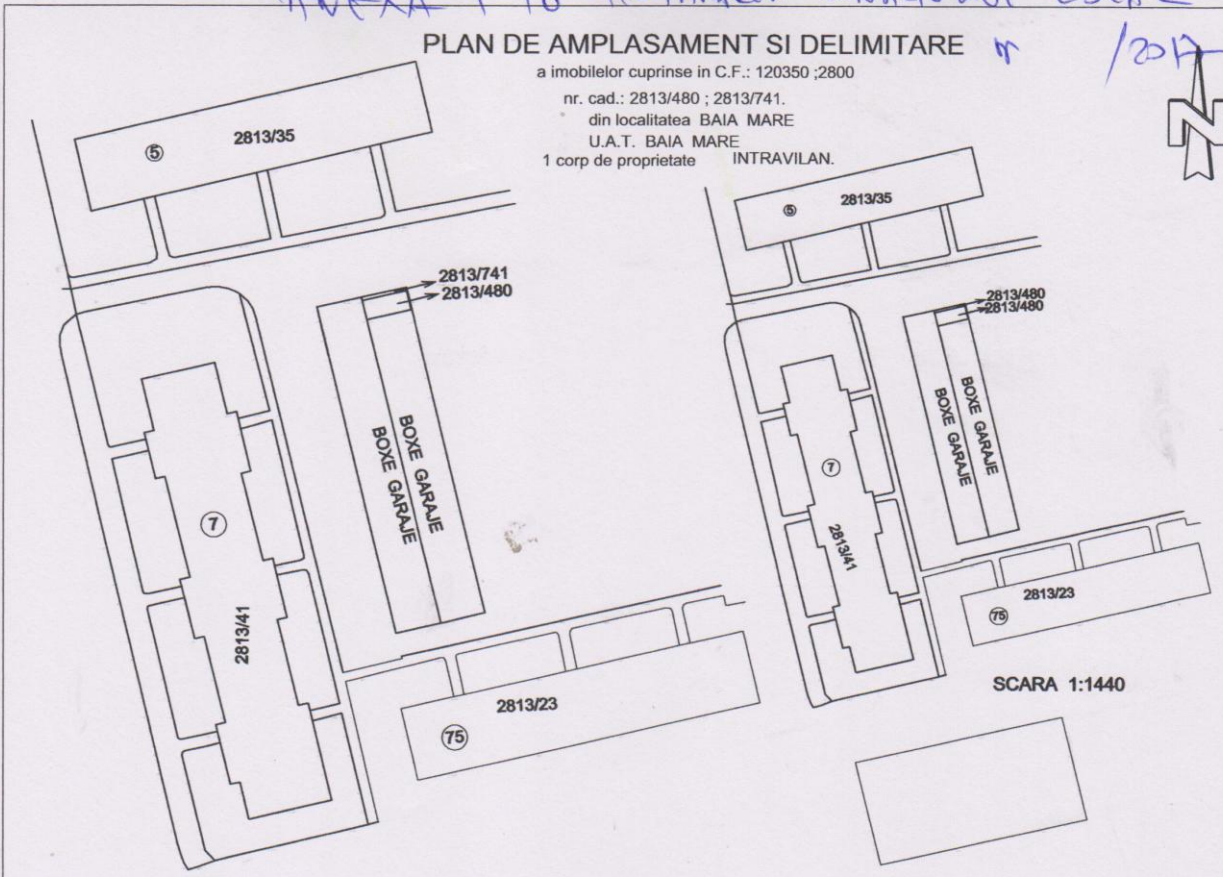 ANEXA 1
/2017
PLAN DE AMPLASAMENT SI DELIMITARE
a imobilelor cuprinse in C.F.: 120350 ;2800
nr. cad.: 2813/480 ; 2813/741.
din localitatea BAIA MARE
U.A.T. BAIA MARE
1 corp de proprietate INTRAVILAN.
N
5
2813/35
2813/741
2813/480
BOXE GARAJE
BOXE GARAJE
7
2813/41
2813/23
75
5
2813/35
2813/480
2813/480
BOXE GARAJE
BOXE GARAJE
7
2813/41
2813/23
75
SCARA 1:1440